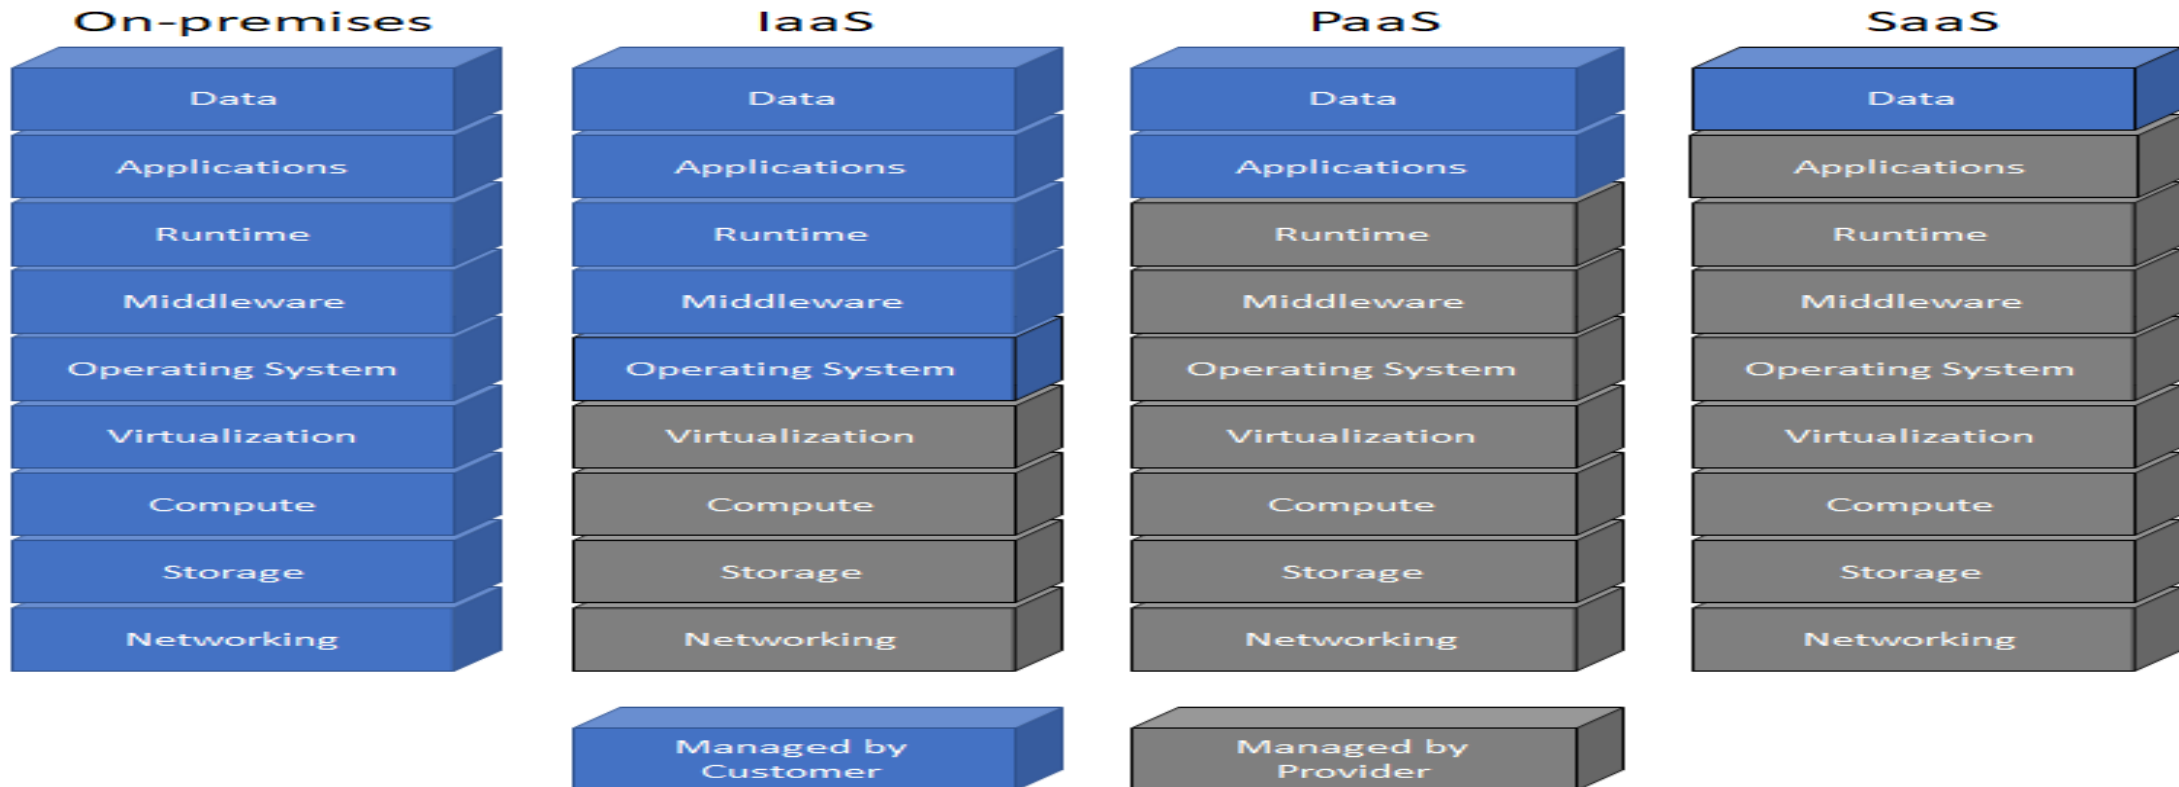 On-premises
IaaS
PaaS
SaaS
Data
Data
Data
Data
Applications
Applications
Applications
Applications
Runtime
Runtime
Runtime
Runtime
Middleware
Middleware
Middleware
Middleware
Operating System
Operating System
Operating System
Operating System
Virtualization
Virtualization
Virtualization
Virtualization
Compute
Compute
Compute
Compute
Storage
Storage
Storage
Storage
Networking
Networking
Networking
Networking
Managed by
Customer
Managed by
Provider